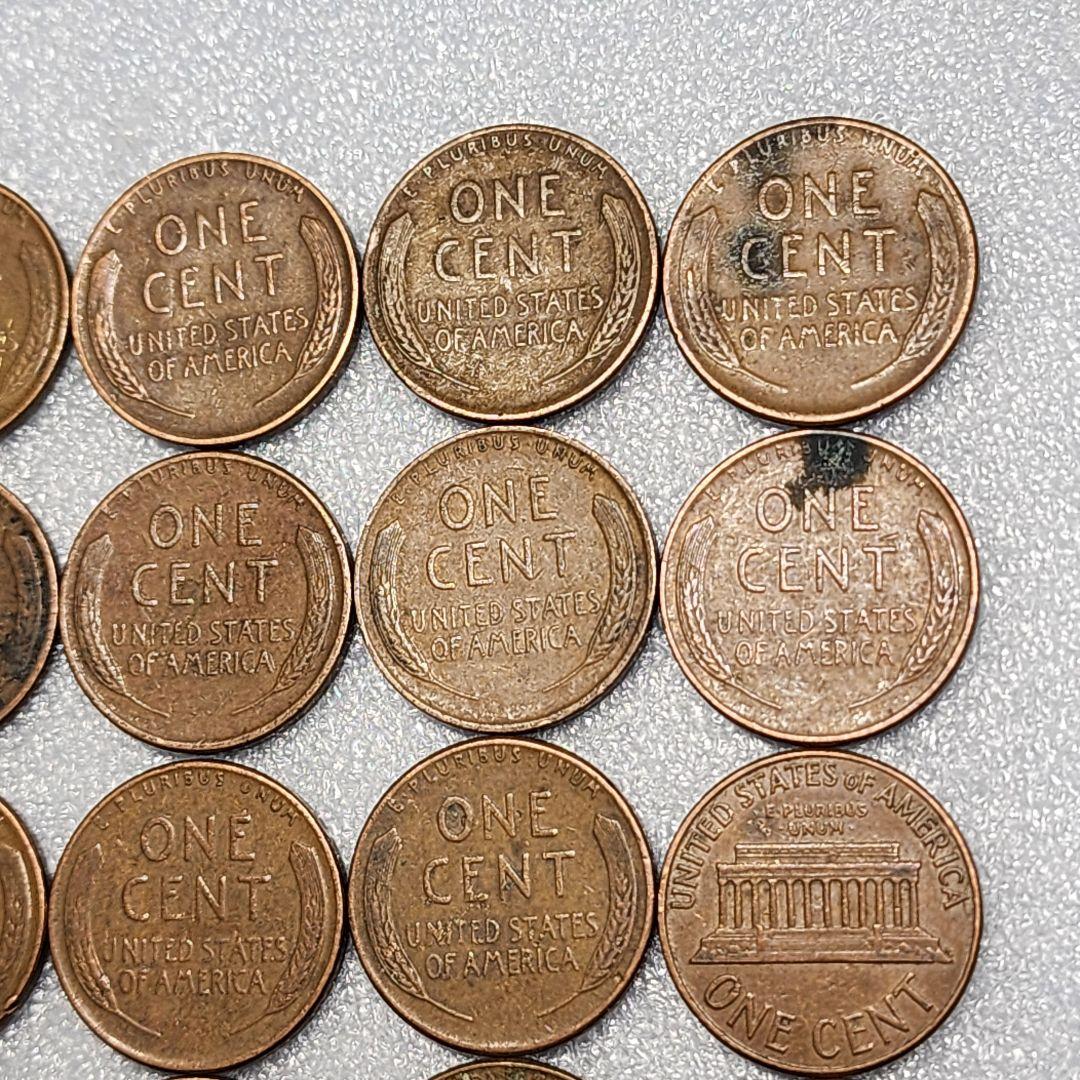 E·PLURIBUS·UNUM
ONE
CENT
UNITED STATES
OF AMERICA
E·PLURIBUS·UNUM
ONE
CENT
UNITED STATES
OF AMERICA
E·PLURIBUS·UNUM
ONE
CENT
UNITED STATES
OF AMERICA
E·PLURIBUS·UNUM
ONE
CENT
UNITED STATES
OF AMERICA
E·PLURIBUS·UNUM
ONE
CENT
UNITED STATES
OF AMERICA
ONE
CENT
UNITED STATES
OF AMERICA
E·PLURIBUS·UNUM
ONE
CENT
UNITED STATES
OF AMERICA
E·PLURIBUS·UNUM
ONE
CENT
UNITED STATES
OF AMERICA
UNITED STATES OF AMERICA
E·PLURIBUS
·UNUM·
ONE CENT